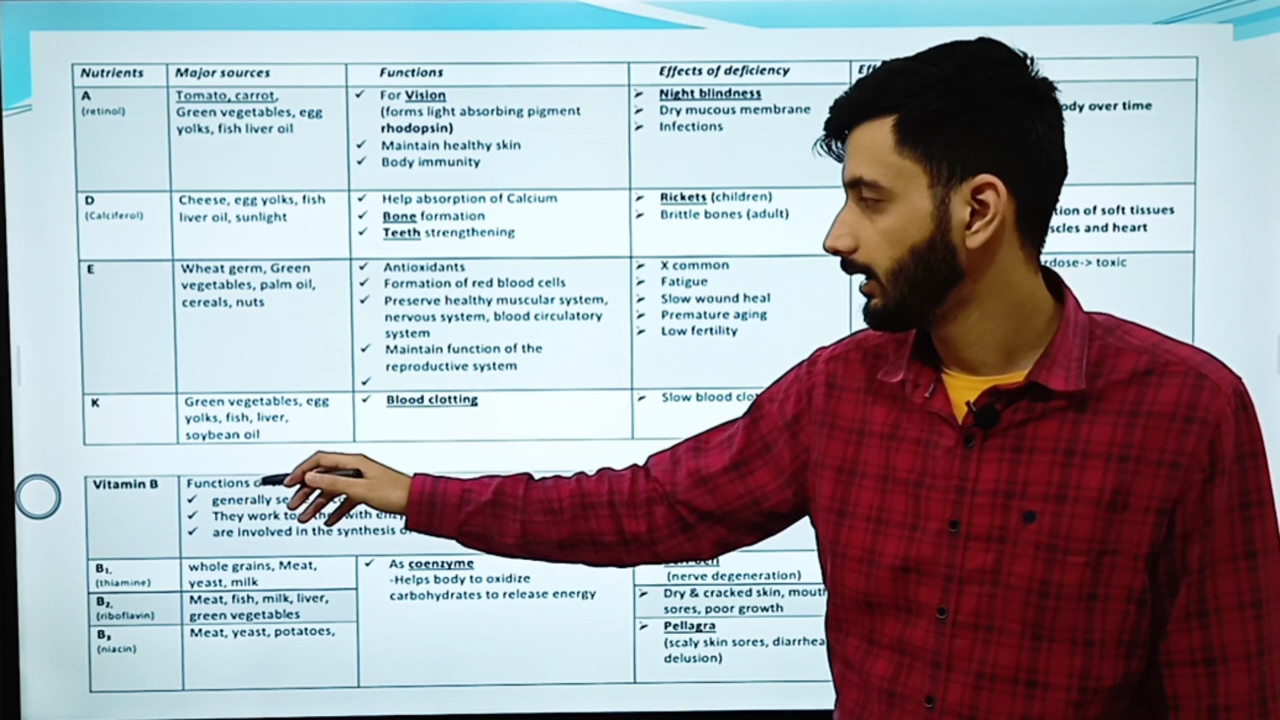 Nutrients
Major sources
Functions
Effects of deficiency
A
(retinol)
Tomato, carrot,
Green vegetables, egg
yolks, fish liver oil
✓ For Vision
(forms light absorbing pigment
rhodopsin)
✓ Maintain healthy skin
✓ Body immunity
➢ Night blindness
➢ Dry mucous membrane
➢ Infections
over time
D
(Calciferol)
Cheese, egg yolks, fish
liver oil, sunlight
✓ Help absorption of Calcium
✓ Bone formation
✓ Teeth strengthening
➢ Rickets (children)
➢ Brittle bones (adult)
of soft tissues
and heart
E
Wheat germ, Green
vegetables, palm oil,
cereals, nuts
✓ Antioxidants
✓ Formation of red blood cells
✓ Preserve healthy muscular system,
nervous system, blood circulatory
system
✓ Maintain function of the
reproductive system
✓
➢ X common
➢ Fatigue
➢ Slow wound heal
➢ Premature aging
➢ Low fertility
-> toxic
K
Green vegetables, egg
yolks, fish, liver,
soybean oil
✓ Blood clotting
➢ Slow blood
Vitamin B
Functions
✓ generally
✓ They work with
✓ are involved in the synthesis
B1,
(thiamine)
whole grains, Meat,
yeast, milk
✓ As coenzyme
-Helps body to oxidize
carbohydrates to release energy
(nerve degeneration)
B2,
(riboflavin)
Meat, fish, milk, liver,
green vegetables
➢ Dry & cracked skin,
sores, poor growth
B3
(niacin)
Meat, yeast, potatoes,
➢ Pellagra
(scaly skin sores, diarrhea
delusion)